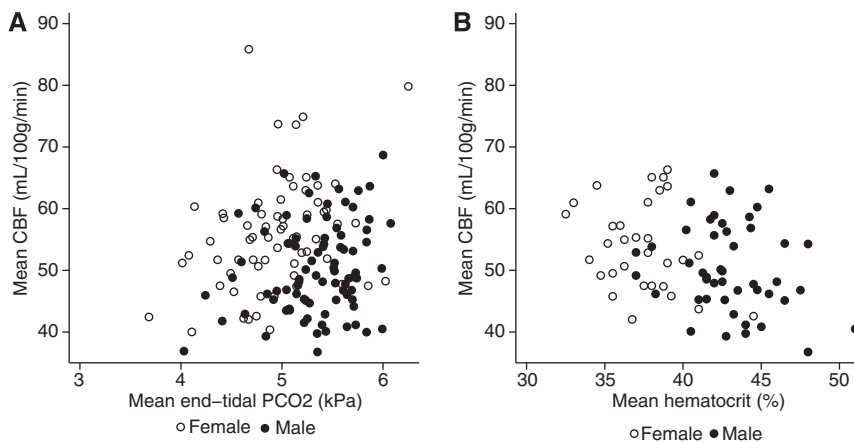 A
90
80
70
60
50
40
Mean CBF (mL/100g/min)
3 4 5 6
Mean end-tidal PCO2 (kPa)
Female Male
B
90
80
70
60
50
40
Mean CBF (mL/100g/min)
30 35 40 45 50
Mean hematocrit (%)
Female Male